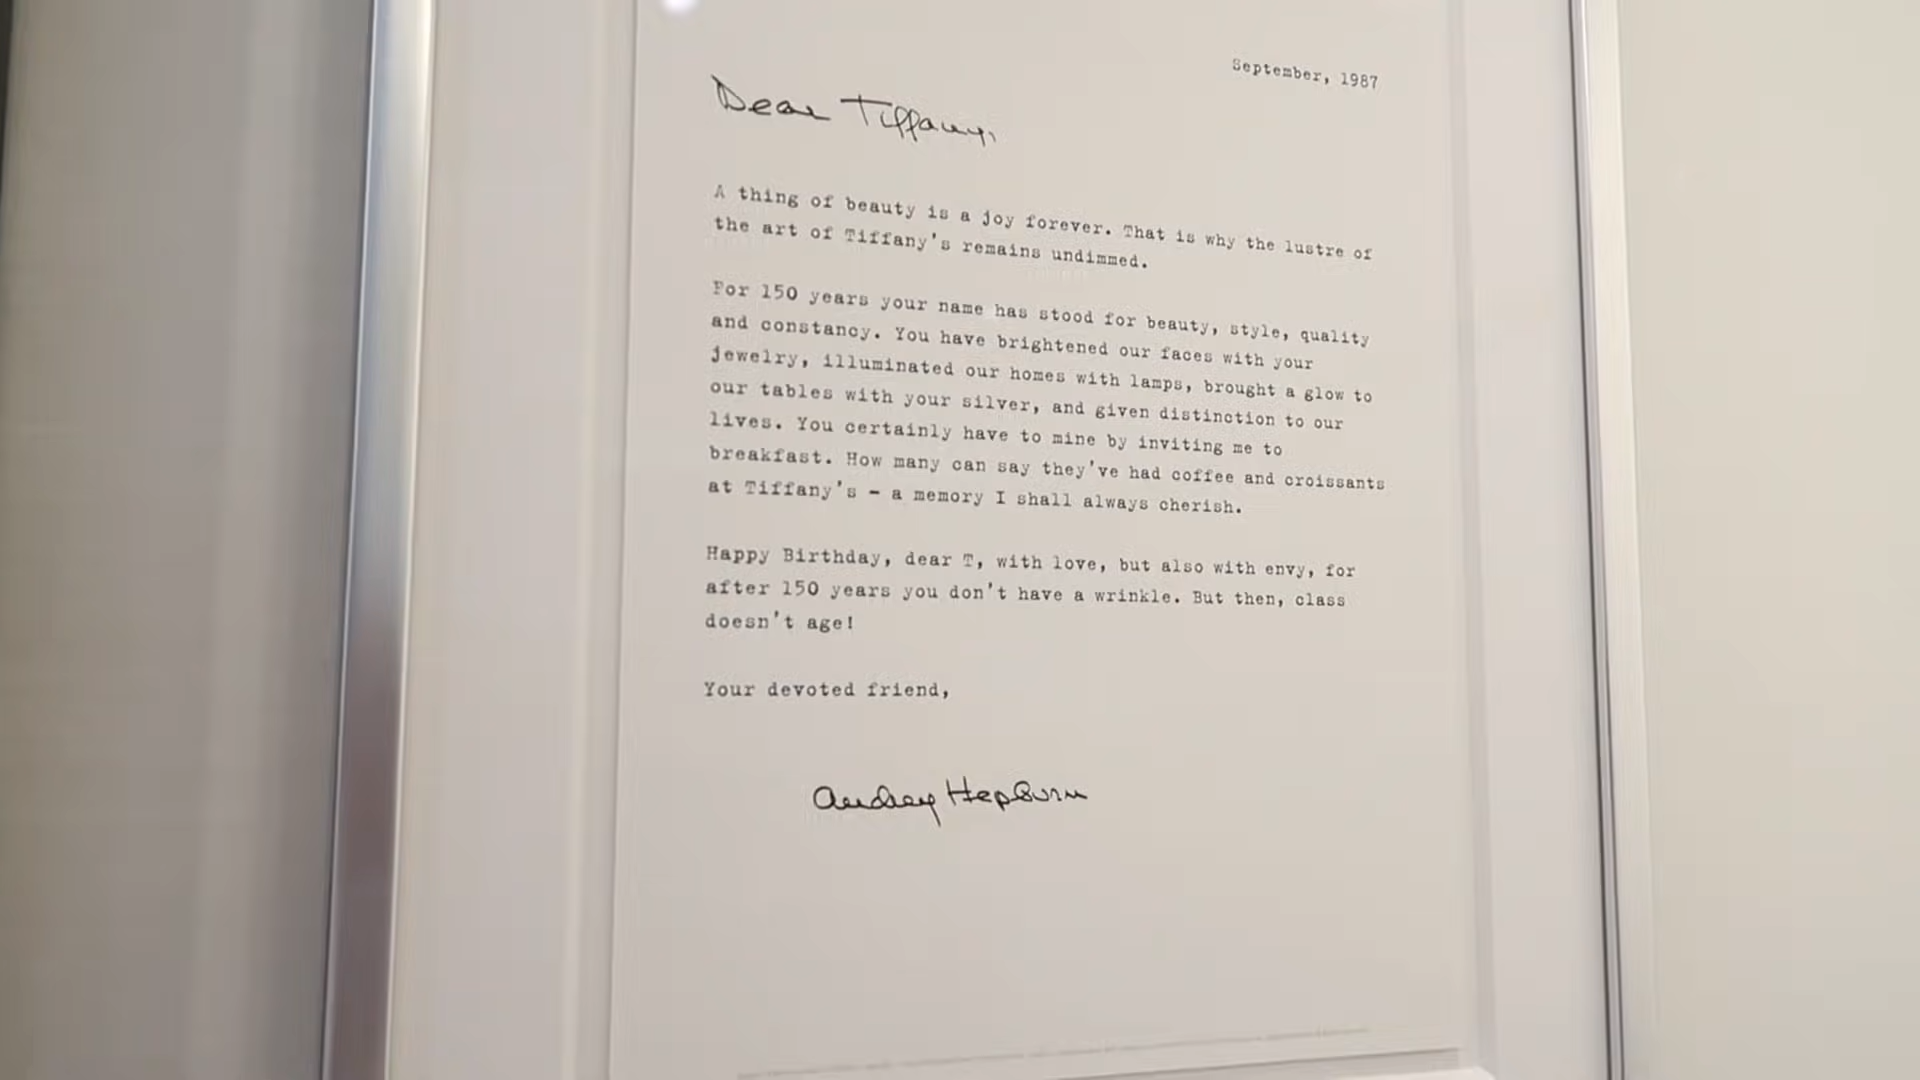 September, 1987
Dear Tiffany,
A thing of beauty is a joy forever. That is why the lustre of
the art of Tiffany's remains undimmed.
For 150 years your name has stood for beauty, style, quality
and constancy. You have brightened our faces with your
jewelry, illuminated our homes with lamps, brought a glow to
our tables with your silver, and given distinction to our
lives. You certainly have to mine by inviting me to
breakfast. How many can say they've had coffee and croissants
at Tiffany's - a memory I shall always cherish.
Happy Birthday, dear T, with love, but also with envy, for
after 150 years you don't have a wrinkle. But then, class
doesn't age!
Your devoted friend,
Audrey Hepburn